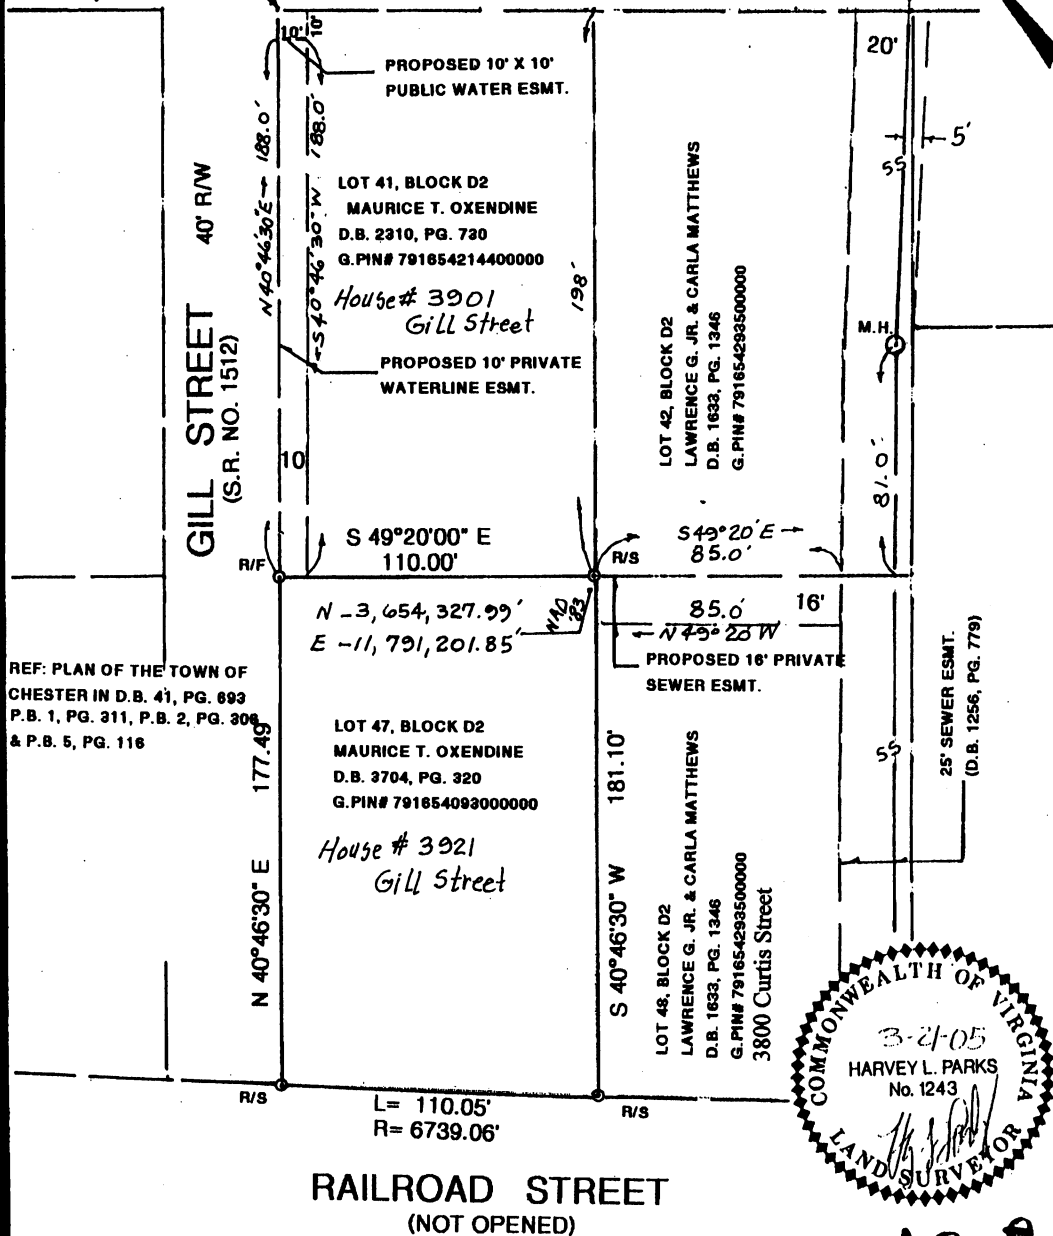 10'
10'
20'
PROPOSED 10' X 10'
PUBLIC WATER ESMT.
5'
N 40°46'30"E → 188.0'
←S 40°46'30"W 188.0'
40' R/W
LOT 41, BLOCK D2
MAURICE T. OXENDINE
D.B. 2310, PG. 730
G.PIN# 791654214400000
House# 3901
Gill Street
198'
LOT 42, BLOCK D2
LAWRENCE G. JR. & CARLA MATTHEWS
D.B. 1633, PG. 1346
G.PIN# 791654293500000
SS
M.H.
PROPOSED 10' PRIVATE
WATERLINE ESMT.
GILL STREET
(S.R. NO. 1512)
10
81.0'
S 49°20'00" E
110.00'
R/F
R/S
S49°20'E →
85.0'
N - 3,654,327.99'
E - 11,791,201.85'
NAD
'83
85.0'
← N 49°20'W
16'
PROPOSED 16' PRIVATE
SEWER ESMT.
REF: PLAN OF THE TOWN OF
CHESTER IN D.B. 41, PG. 693
P.B. 1, PG. 311, P.B. 2, PG. 306
& P.B. 5, PG. 116
25' SEWER ESMT.
(D.B. 1256, PG. 779)
SS
N 40°46'30" E 177.49
LOT 47, BLOCK D2
MAURICE T. OXENDINE
D.B. 3704, PG. 320
G.PIN# 791654093000000
House # 3921
Gill Street
S 40°46'30" W 181.10'
LOT 48, BLOCK D2
LAWRENCE G. JR. & CARLA MATTHEWS
D.B. 1633, PG. 1346
G.PIN# 791654293500000
3800 Curtis Street
COMMONWEALTH OF VIRGINIA
3-21-05
HARVEY L. PARKS
No. 1243
LAND SURVEYOR
R/S
L= 110.05'
R= 6739.06'
R/S
RAILROAD STREET
(NOT OPENED)